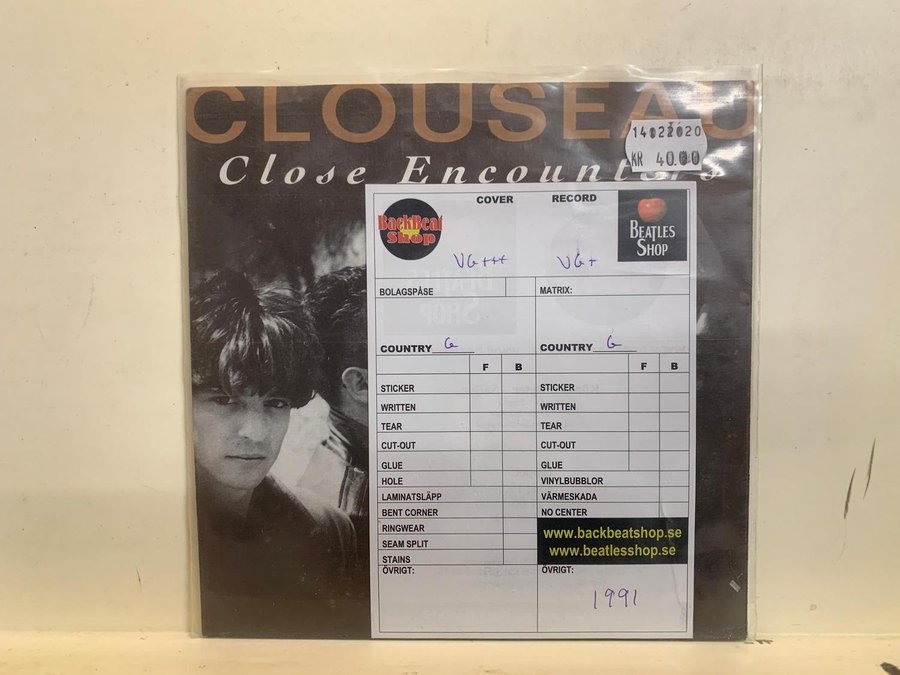 CLOUSEAU
14022020
KR 40.00
Close Encounters
COVER RECORD
BackBeat
Shop
BEATLES
SHOP
VG+++ VG+
BOLAGSPÅSE MATRIX:
COUNTRY G COUNTRY G
F B F B
STICKER STICKER
WRITTEN WRITTEN
TEAR TEAR
CUT-OUT CUT-OUT
GLUE GLUE
HOLE VINYLBUBBLOR
LAMINATSLÄPP VÄRMESKADA
BENT CORNER NO CENTER
RINGWEAR
SEAM SPLIT
STAINS
www.backbeatshop.se
www.beatlesshop.se
ÖVRIGT: ÖVRIGT:
1991